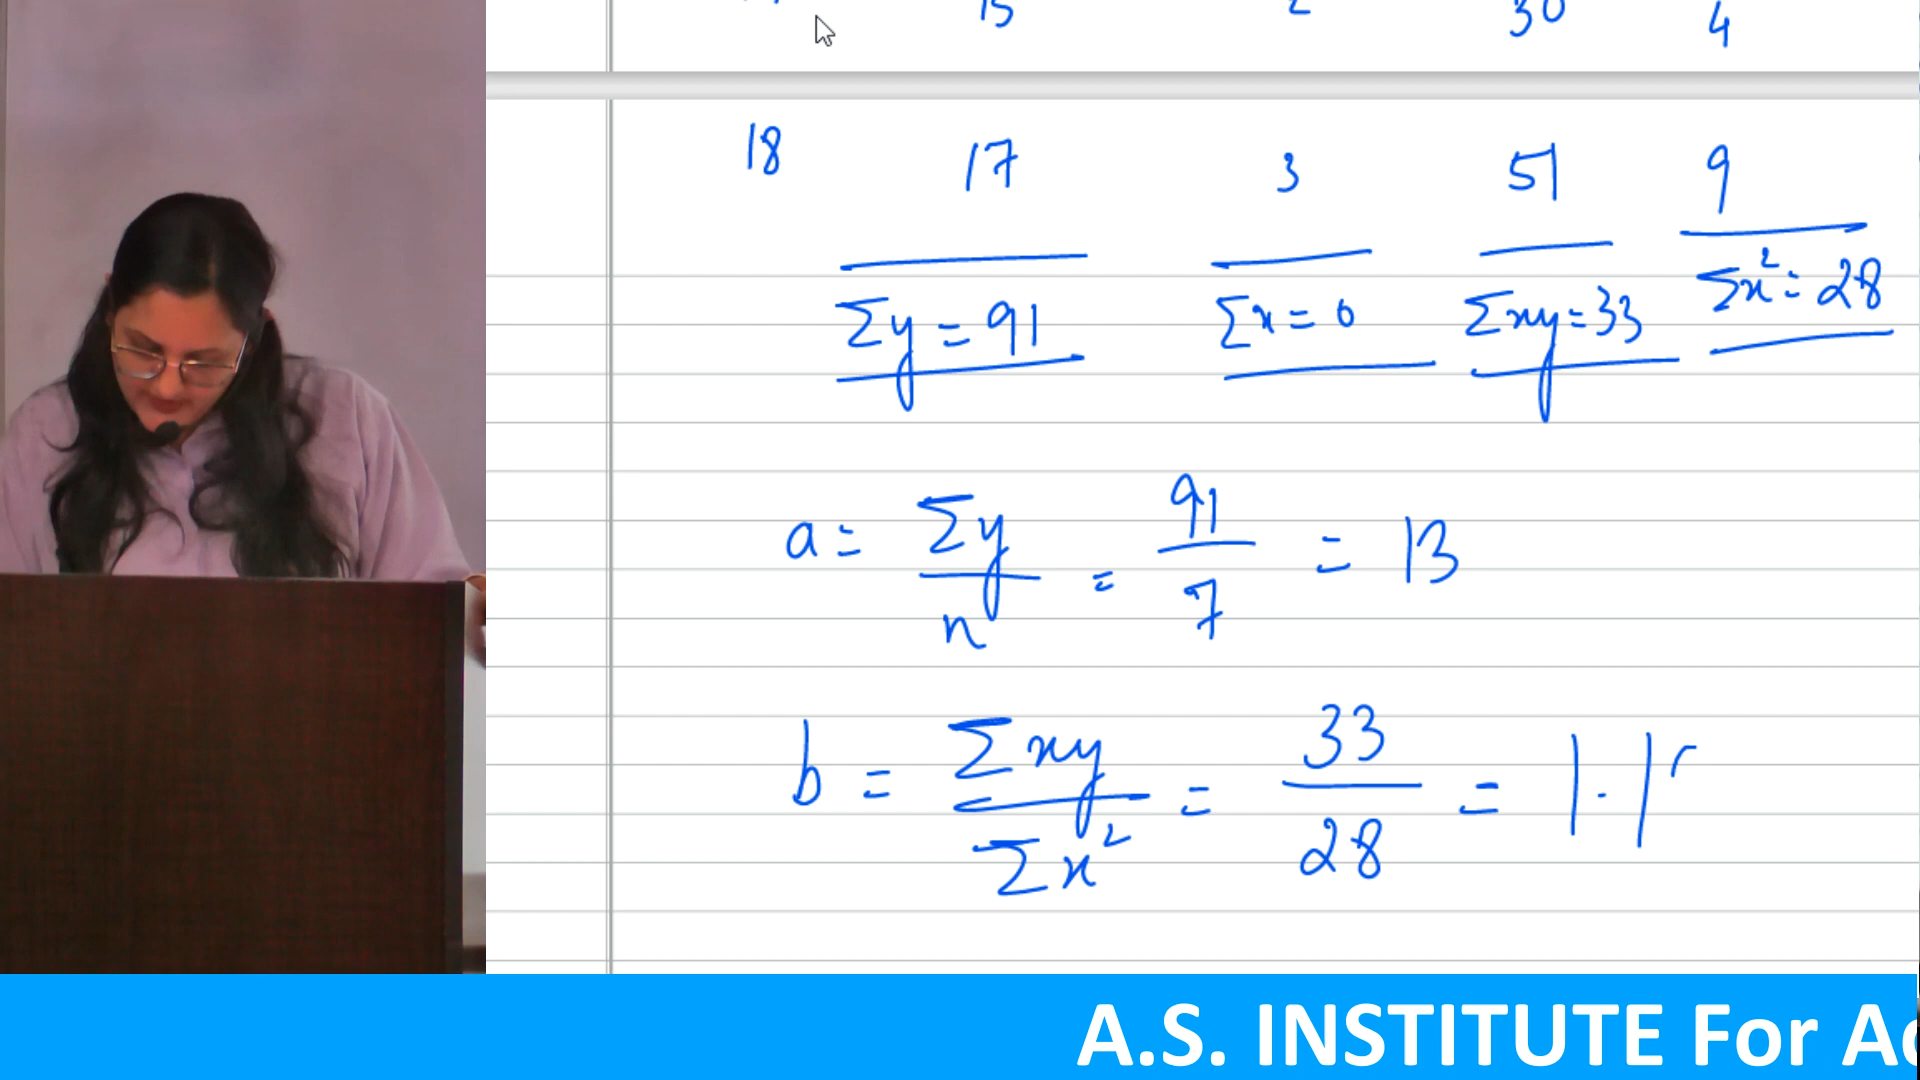 15 2 30 4
18 17 3 51 9
Σy = 91 Σx = 0 Σxy = 33 Σx² = 28
a = Σy / n = 91 / 7 = 13
b = Σxy / Σx² = 33 / 28 = 1.1
A.S. INSTITUTE For Ac